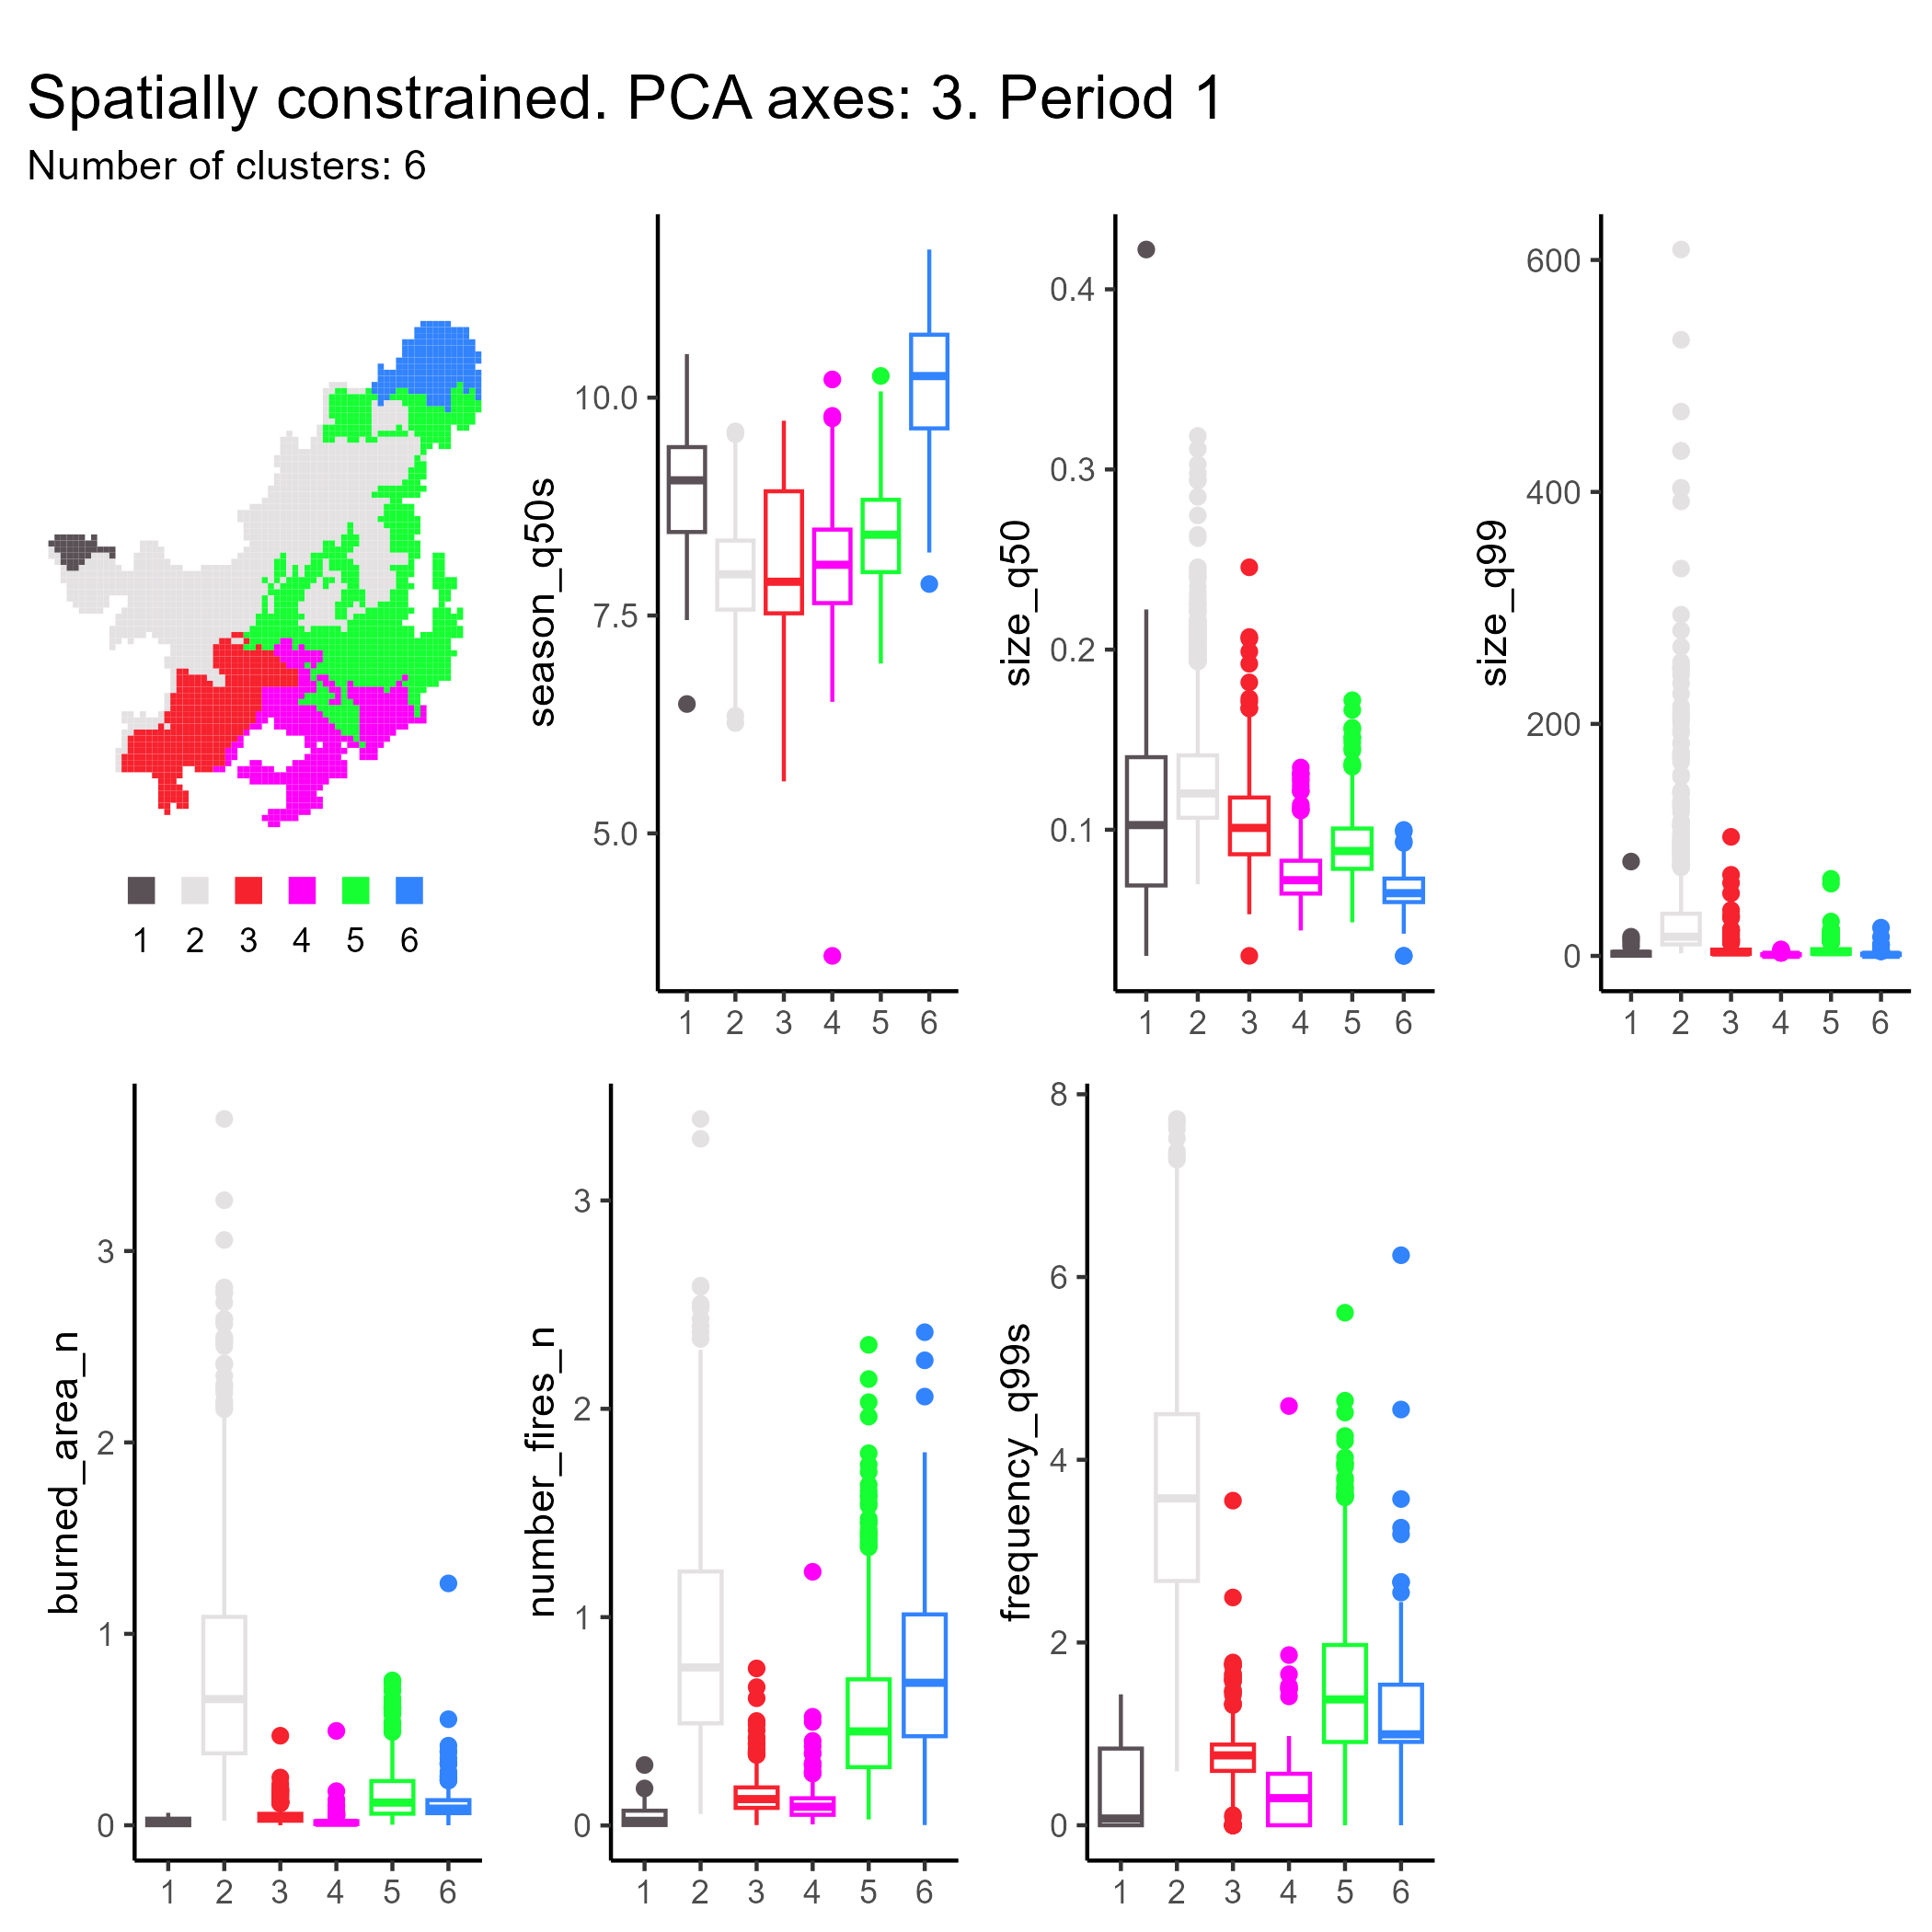 Spatially constrained. PCA axes: 3. Period 1
Number of clusters: 6
1 2 3 4 5 6
season_q50s
10.0
7.5
5.0
1 2 3 4 5 6
size_q50
0.4
0.3
0.2
0.1
1 2 3 4 5 6
size_q99
600
400
200
0
1 2 3 4 5 6
burned_area_n
3
2
1
0
1 2 3 4 5 6
number_fires_n
3
2
1
0
1 2 3 4 5 6
frequency_q99s
8
6
4
2
0
1 2 3 4 5 6